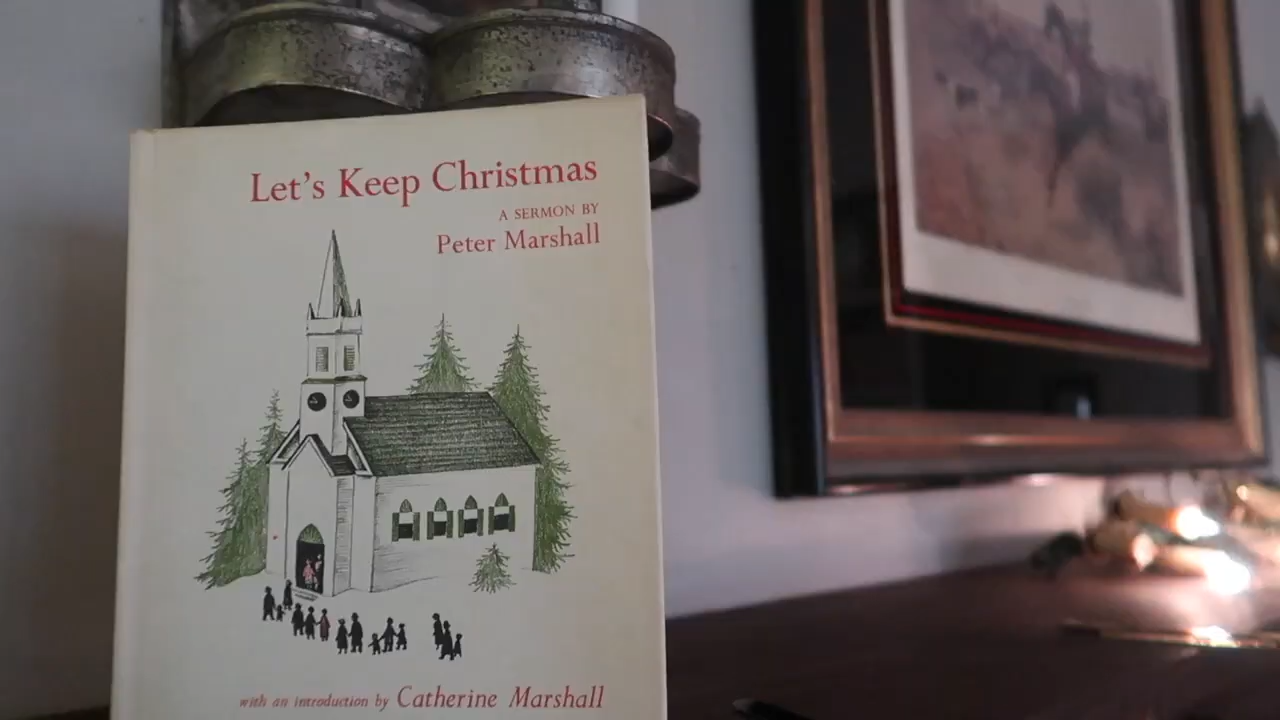 Let's Keep Christmas
A SERMON BY
Peter Marshall
with an introduction by Catherine Marshall